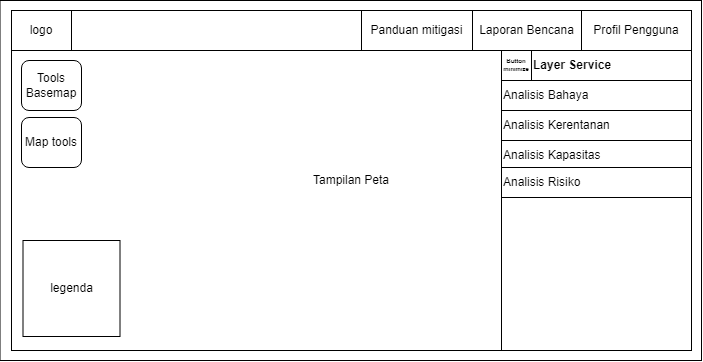 logo
Panduan mitigasi
Laporan Bencana
Profil Pengguna
Tools
Basemap
Map tools
Button
minimize
Layer Service
Analisis Bahaya
Analisis Kerentanan
Analisis Kapasitas
Analisis Risiko
Tampilan Peta
legenda